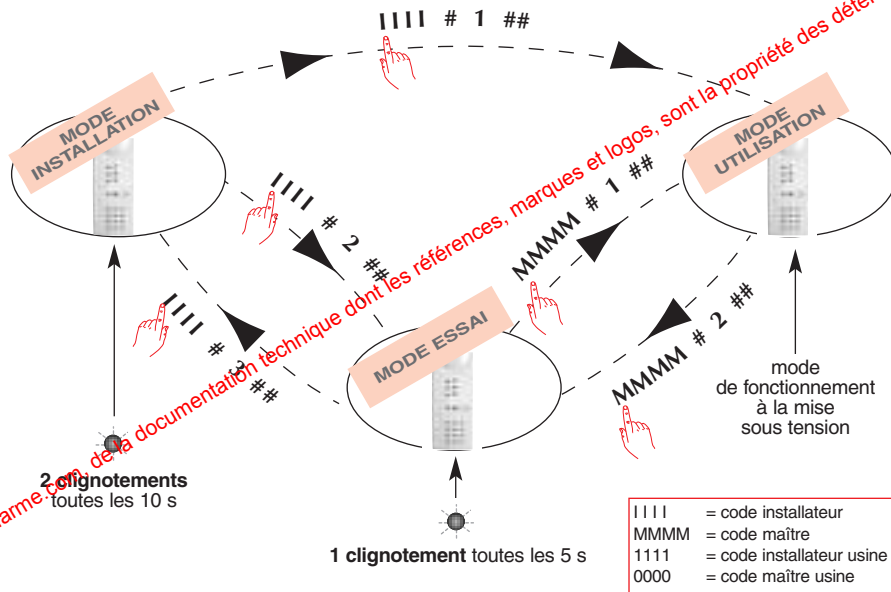 IIII # 1 ##
MODE
INSTALLATION
MODE
UTILISATION
IIII # 2 ##
MMMM # 1 ##
IIII # 3 ##
MODE ESSAI
MMMM # 2 ##
mode
de fonctionnement
à la mise
sous tension
2 clignotements
toutes les 10 s
1 clignotement toutes les 5 s
arme.com, de la documentation technique dont les références, marques et logos, sont la propriété des déte
I I I I = code installateur
MMMM = code maître
1111 = code installateur usine
0000 = code maître usine